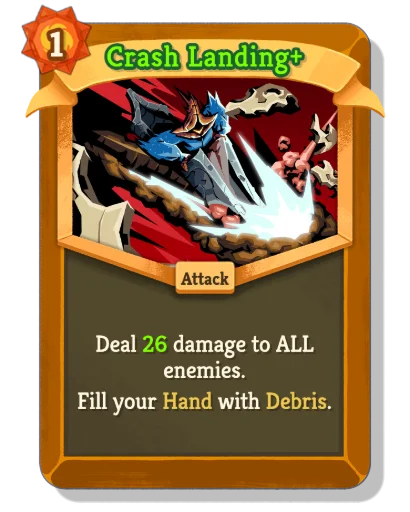 1
Crash Landing+
Attack
Deal 26 damage to ALL
enemies.
Fill your Hand with Debris.